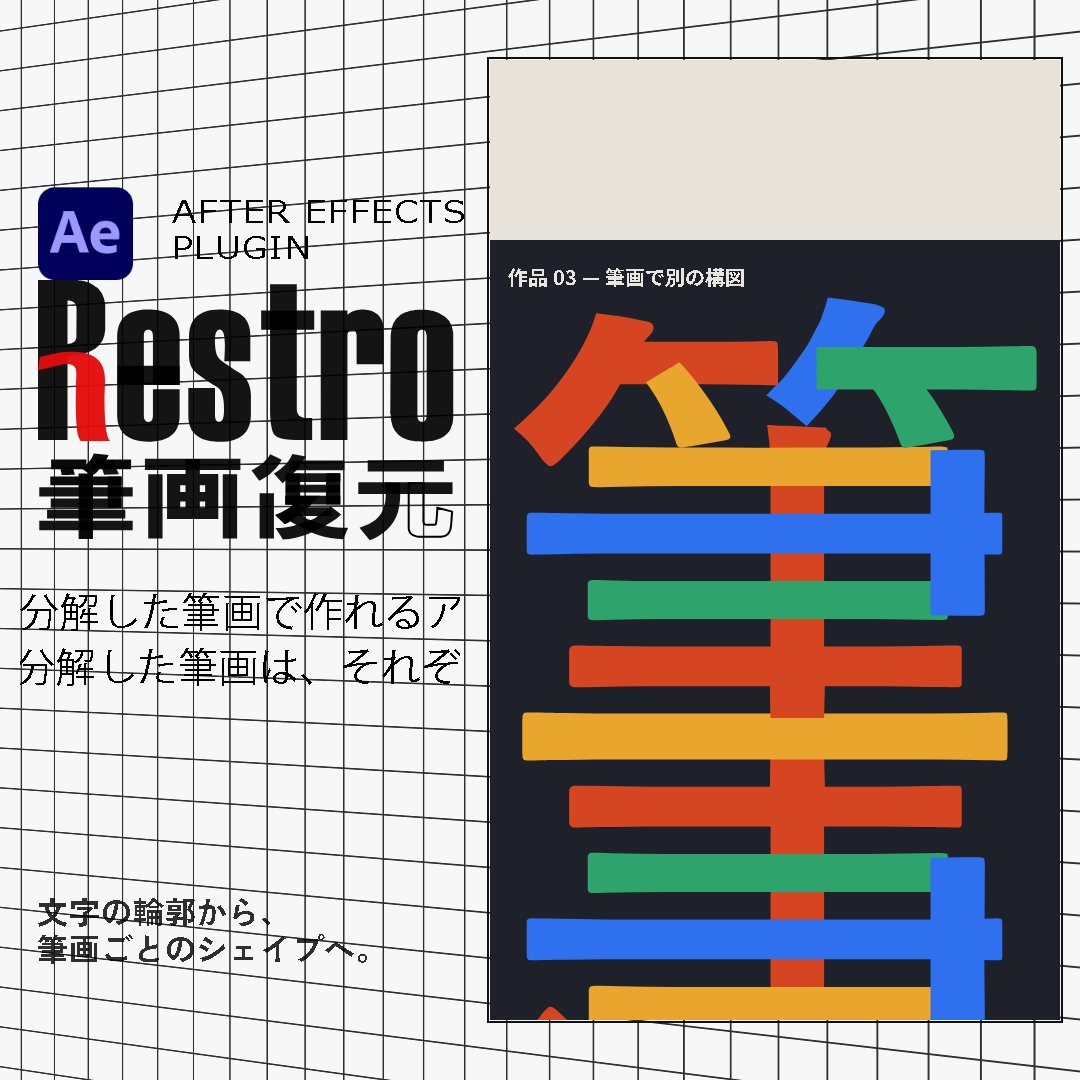 Ae
AFTER EFFECTS
PLUGIN
Restro
筆画復元
分解した筆画で作れるア
分解した筆画は、それぞ
文字の輪郭から、
筆画ごとのシェイプへ。
作品 03 — 筆画で別の構図
筆